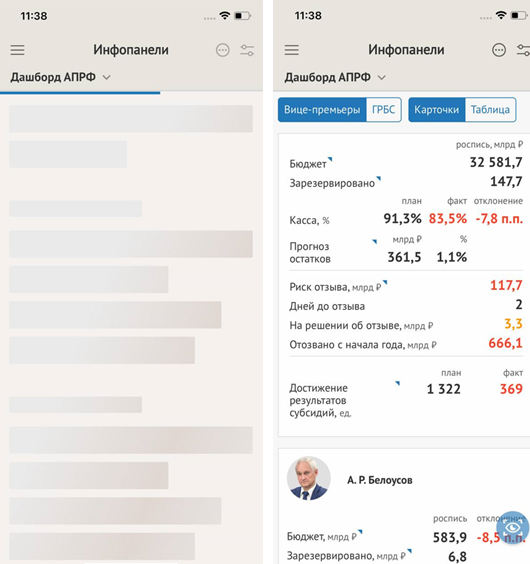 11:38
Инфопанели
Дашборд АПРФ
11:38
Инфопанели
Дашборд АПРФ
Вице-премьеры ГРБС Карточки Таблица
роспись, млрд ₽
Бюджет 32 581,7
Зарезервировано 147,7
план факт отклонение
Касса, % 91,3% 83,5% -7,8 п.п.
млрд ₽ %
Прогноз
остатков 361,5 1,1%
Риск отзыва, млрд ₽ 117,7
Дней до отзыва 2
На решении об отзыве, млрд ₽ 3,3
Отозвано с начала года, млрд ₽ 666,1
план факт
Достижение 1 322 369
результатов
субсидий, ед.
А. Р. Белоусов
роспись отклонение
Бюджет, млрд ₽ 583,9 -8,5 п.п.
Зарезервировано, млрд ₽ 6,8